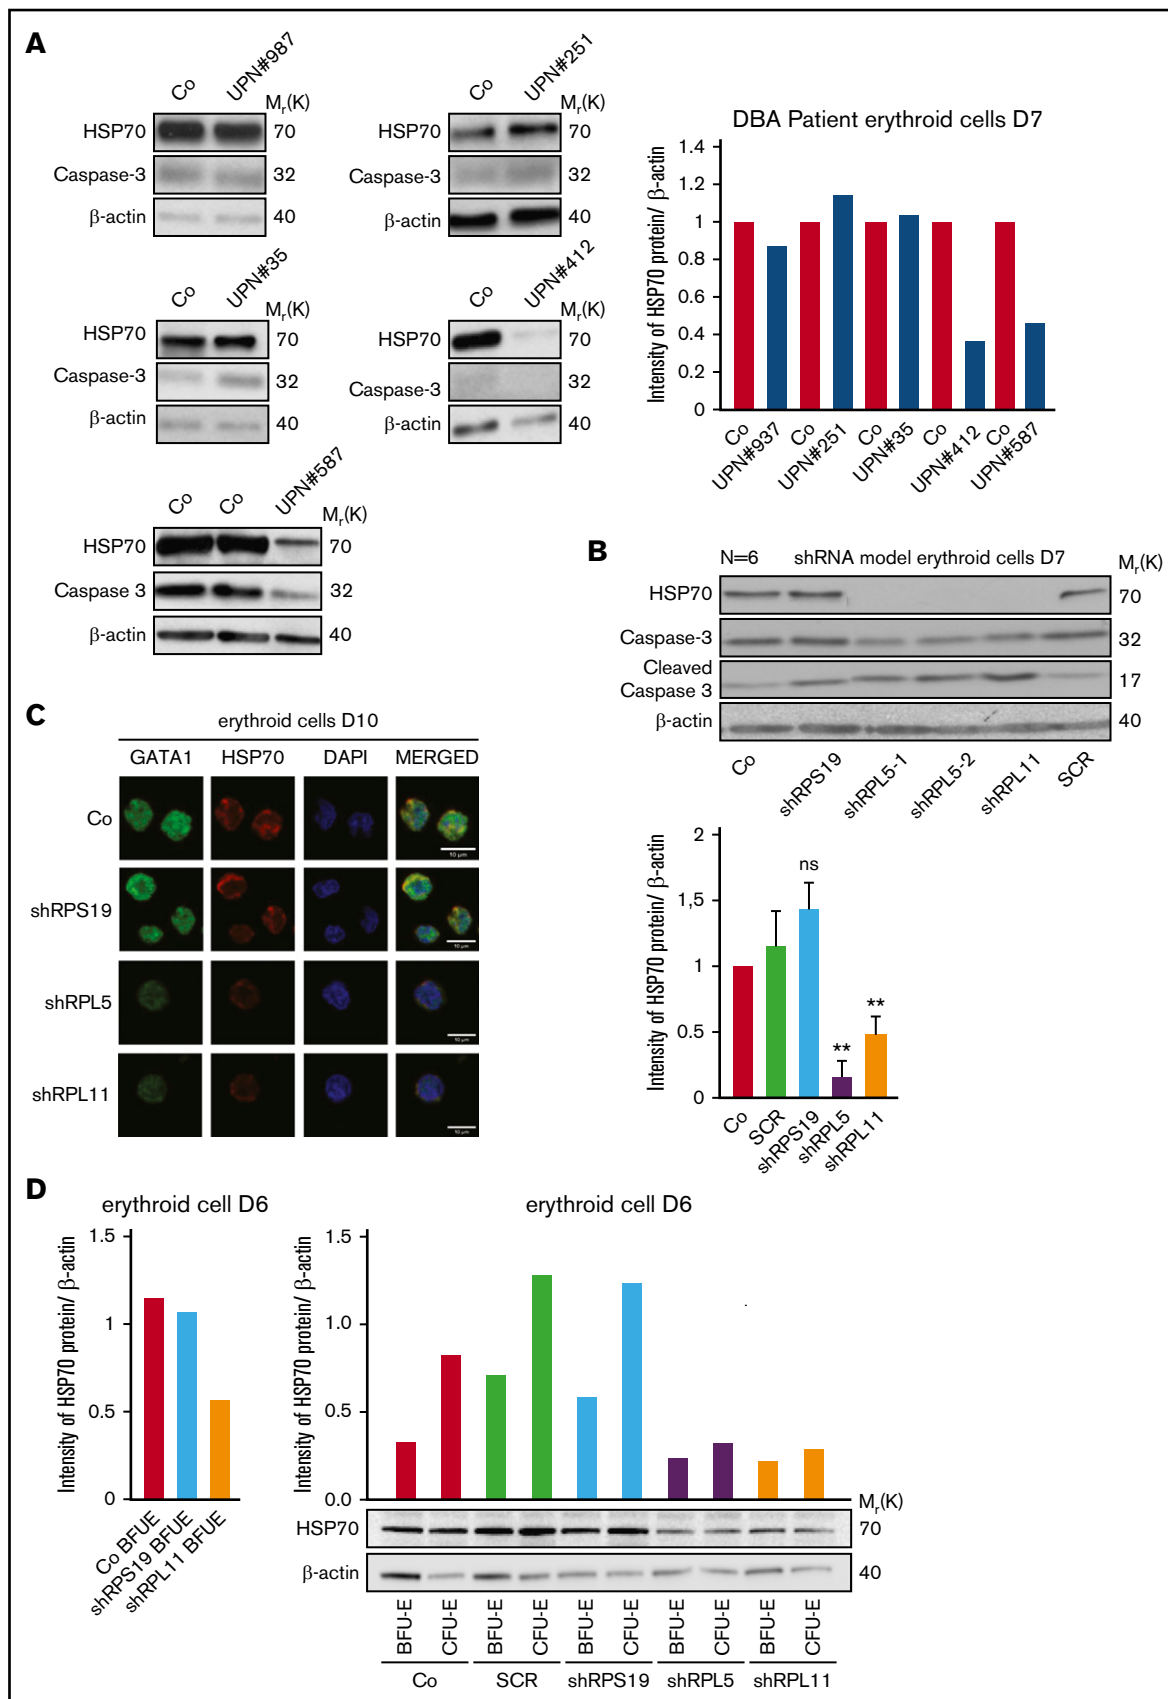 A
Co
UPN#987
Mr(K)
HSP70
70
Caspase-3
32
β-actin
40
Co
UPN#251
Mr(K)
HSP70
70
Caspase-3
32
β-actin
40
Co
UPN#35
Mr(K)
HSP70
70
Caspase-3
32
β-actin
40
Co
UPN#412
Mr(K)
HSP70
70
Caspase-3
32
β-actin
40
Co
Co
UPN#587
Mr(K)
HSP70
70
Caspase 3
32
β-actin
40
DBA Patient erythroid cells D7
Intensity of HSP70 protein/ β-actin
1.4
1.2
1
0.8
0.6
0.4
0.2
0
Co
UPN#937
Co
UPN#251
Co
UPN#35
Co
UPN#412
Co
UPN#587
B
N=6 shRNA model erythroid cells D7
Mr(K)
HSP70
70
Caspase-3
32
Cleaved
Caspase 3
17
β-actin
40
Co
shRPS19
shRPL5-1
shRPL5-2
shRPL11
SCR
Intensity of HSP70 protein/ β-actin
2
1.5
1
0.5
0
ns
**
**
Co
SCR
shRPS19
shRPL5
shRPL11
C
erythroid cells D10
GATA1 HSP70 DAPI MERGED
Co
10 μm
shRPS19
10 μm
shRPL5
10 μm
shRPL11
10 μm
D
erythroid cell D6
Intensity of HSP70 protein/ β-actin
1.5
1
0.5
0
Co BFUE
shRPS19 BFUE
shRPL11 BFUE
erythroid cell D6
Intensity of HSP70 protein/ β-actin
1.5
1.0
0.5
0.0
Mr(K)
HSP70
70
β-actin
40
BFU-E
CFU-E
BFU-E
CFU-E
BFU-E
CFU-E
BFU-E
CFU-E
BFU-E
CFU-E
Co SCR shRPS19 shRPL5 shRPL11